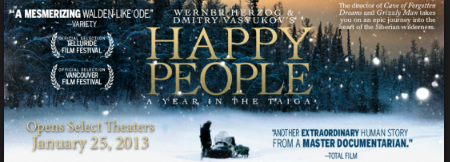 "A MESMERIZING WALDEN-LIKE ODE."
–VARIETY
OFFICIAL SELECTION
TELLURIDE
FILM FESTIVAL
OFFICIAL SELECTION
VANCOUVER
FILM FESTIVAL
Opens Select Theaters
January 25, 2013
WERNER HERZOG &
DMITRY VASYUKOV'S
HAPPY
PEOPLE
A YEAR IN THE TAIGA
The director of Cave of Forgotten
Dreams and Grizzly Man takes
you on an epic journey into the
heart of the Siberian wilderness.
"ANOTHER EXTRAORDINARY HUMAN STORY
FROM A MASTER DOCUMENTARIAN."
–TOTAL FILM